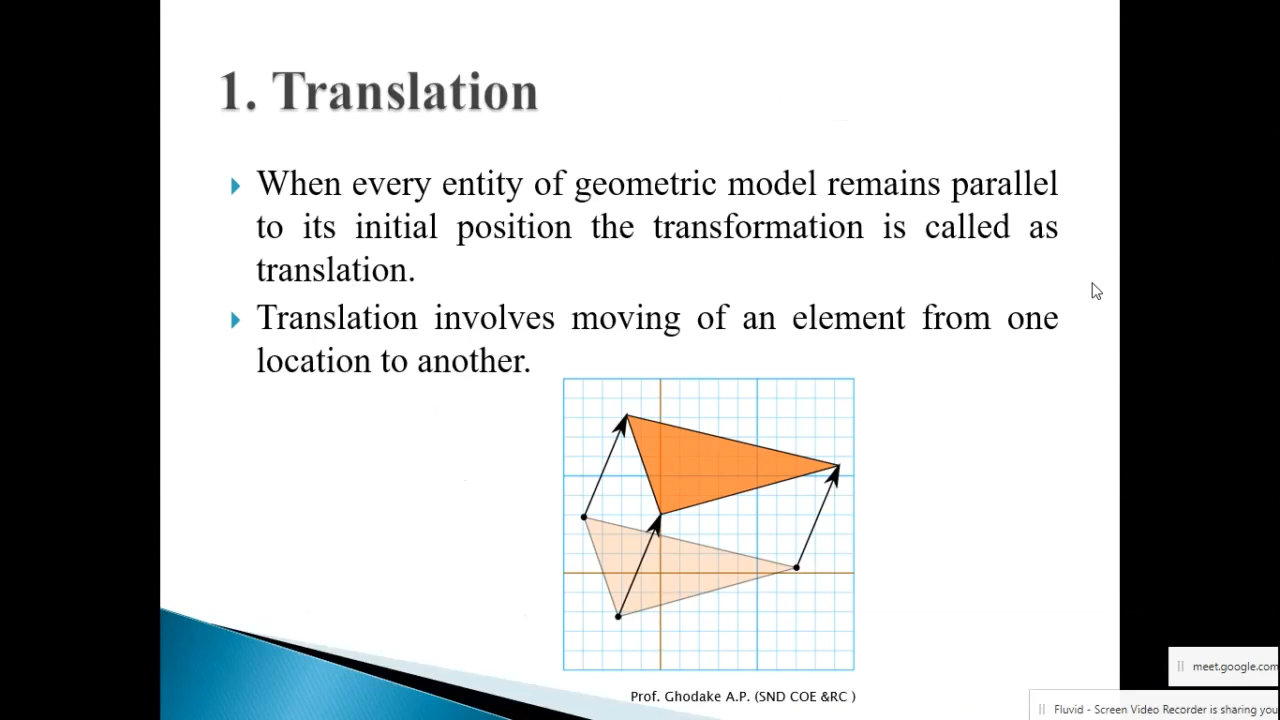 1. Translation
When every entity of geometric model remains parallel
to its initial position the transformation is called as
translation.
Translation involves moving of an element from one
location to another.
Prof. Ghodake A.P. (SND COE &RC )
meet.google.com
Fluvid - Screen Video Recorder is sharing you